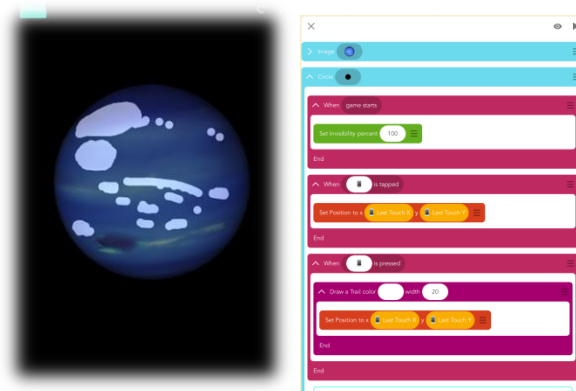 Image
Circle
When game starts
Set Invisibility percent 100
End
When is tapped
Set Position to x Last Touch X y Last Touch Y
End
When is pressed
Draw a Trail color width 20
Set Position to x Last Touch X y Last Touch Y
End
End